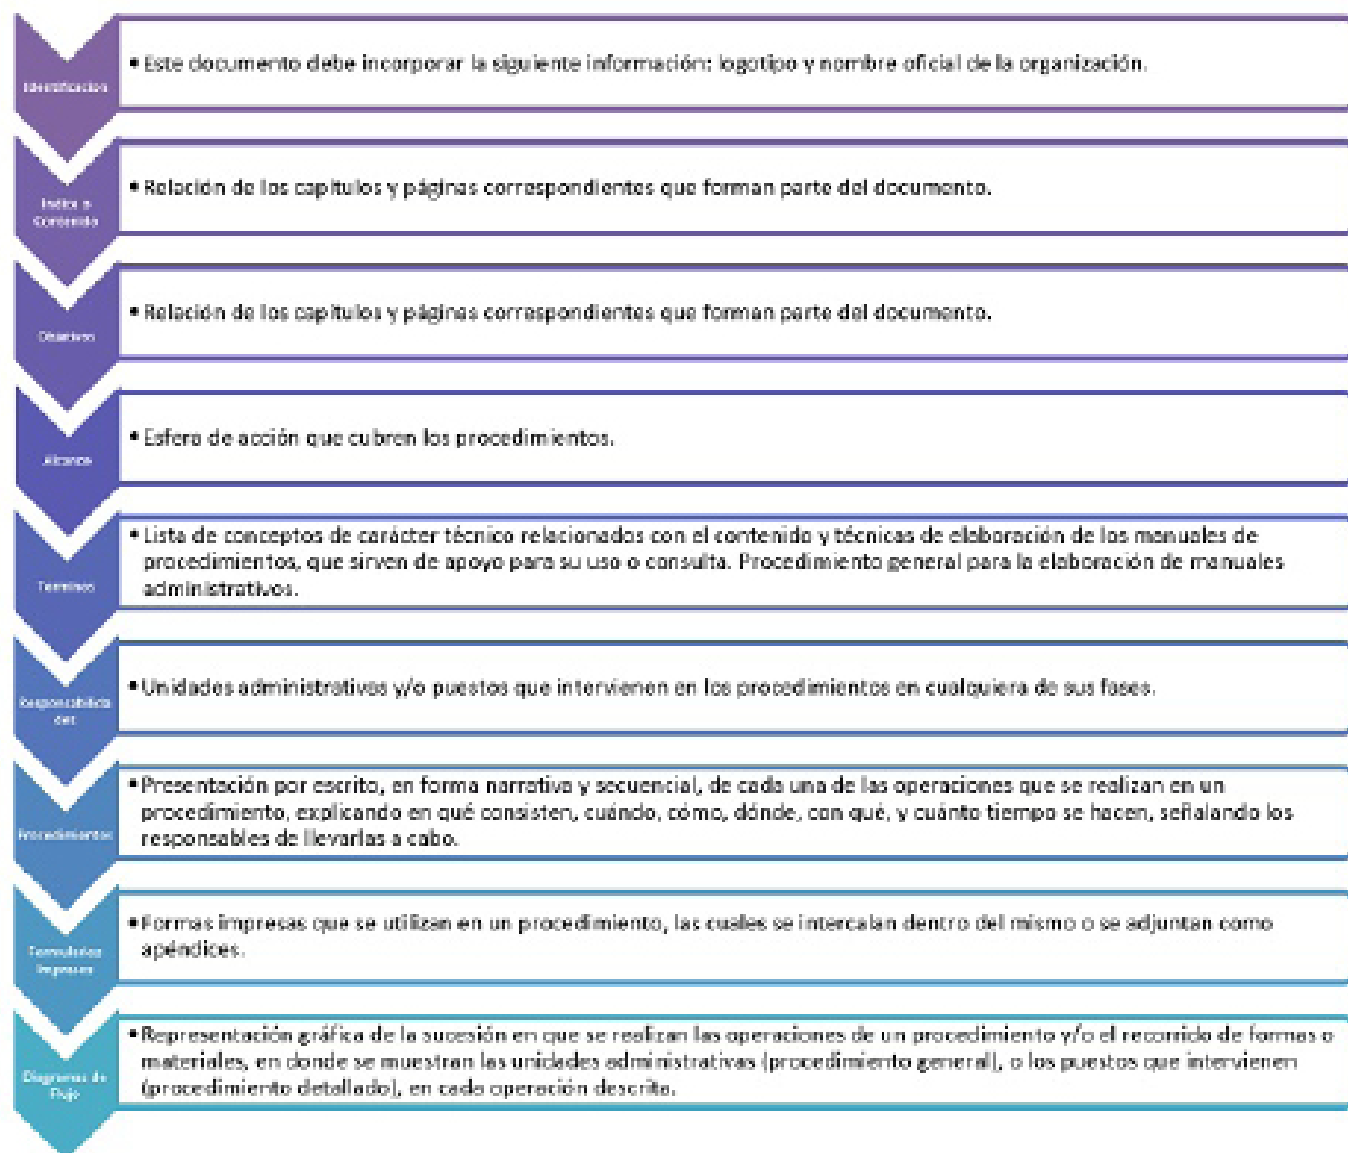 Identificacion
• Este documento debe incorporar la siguiente información: logotipo y nombre oficial de la organización.
Indice o
Contenido
• Relación de los capítulos y páginas correspondientes que forman parte del documento.
Objetivos
• Relación de los capítulos y páginas correspondientes que forman parte del documento.
Alcance
• Esfera de acción que cubren los procedimientos.
Terminos
• Lista de conceptos de carácter técnico relacionados con el contenido y técnicas de elaboración de los manuales de
procedimientos, que sirven de apoyo para su uso o consulta. Procedimiento general para la elaboración de manuales
administrativos.
Responsabilida
des
• Unidades administrativas y/o puestos que intervienen en los procedimientos en cualquiera de sus fases.
Procedimientos
• Presentación por escrito, en forma narrativa y secuencial, de cada una de las operaciones que se realizan en un
procedimiento, explicando en qué consisten, cuándo, cómo, dónde, con qué, y cuánto tiempo se hacen, señalando los
responsables de llevarlas a cabo.
Formularios
Impresos
• Formas impresas que se utilizan en un procedimiento, las cuales se intercalan dentro del mismo o se adjuntan como
apéndices.
Diagramas de
Flujo
• Representación gráfica de la sucesión en que se realizan las operaciones de un procedimiento y/o el recorrido de formas o
materiales, en donde se muestran las unidades administrativas (procedimiento general), o los puestos que intervienen
(procedimiento detallado), en cada operación descrita.